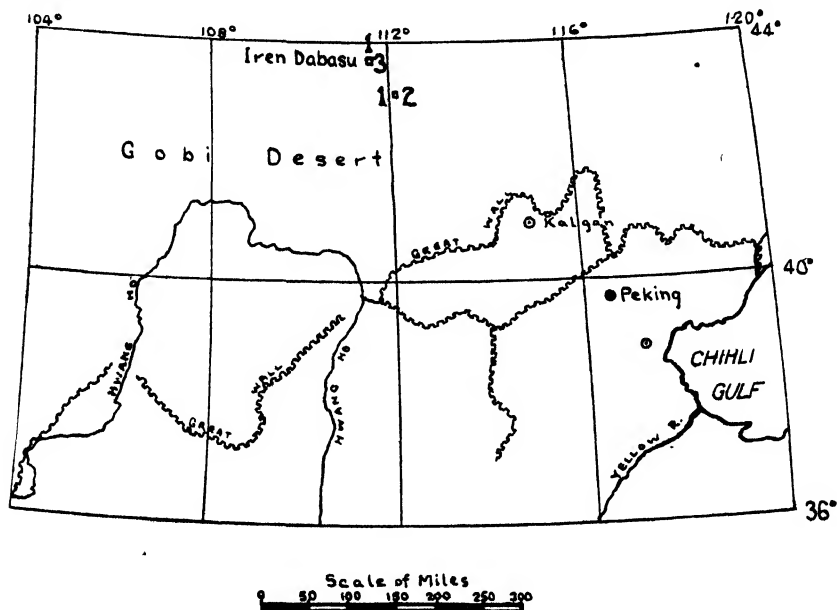 104° 108° 112° 116° 120°
44°
1
Iren Dabasu 3
1 2
Gobi Desert
GREAT WALL
Kalgan
40°
HO
Peking
HWANG
WALL
HO
CHIHLI
GULF
GREAT
HWANG
YELLOW R.
36°
Scale of Miles
0 50 100 150 200 250 300